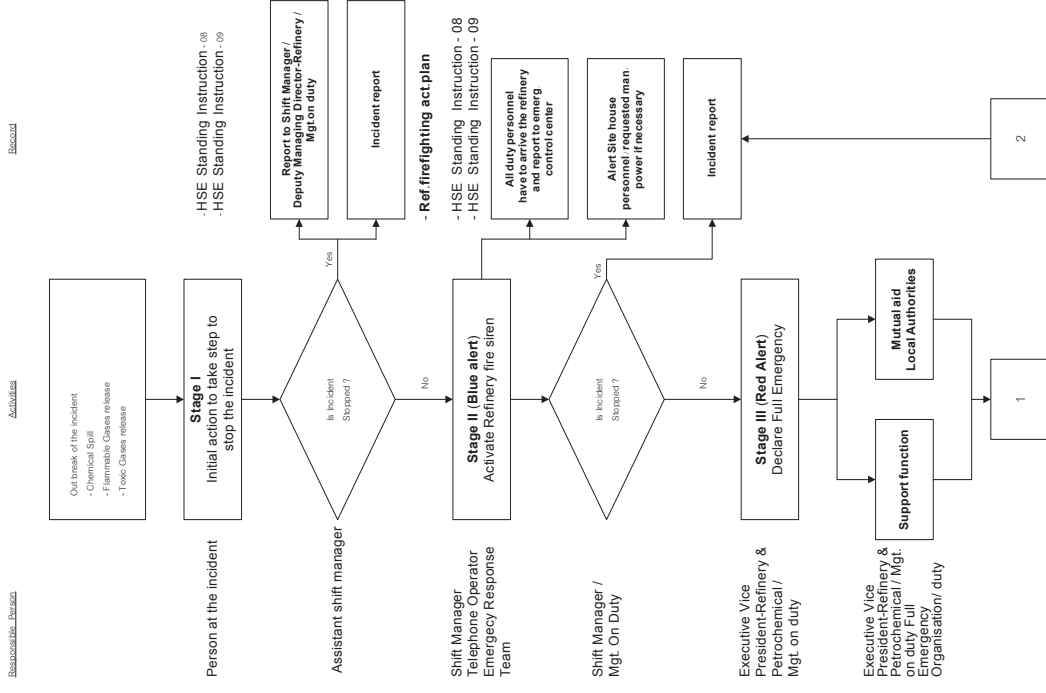 Responsible Person
Activities
Record
Out break of the incident
- Chemical Spill
- Flammable Gases release
- Toxic Gases release
Person at the incident
Stage I
Initial action to take step to
stop the incident
- HSE Standing Instruction - 08
- HSE Standing Instruction - 09
Assistant shift manager
Is Incident
Stopped ?
Yes
No
Report to Shift Manager /
Deputy Managing Director-Refinery /
Mgt.on duty
Incident report
Shift Manager
Telephone Operator
Emergecy Response
Team
Stage II (Blue alert)
Activate Refinery fire siren
- Ref.firefighting act.plan
- HSE Standing Instruction - 08
- HSE Standing Instruction - 09
All duty personnel
have to arrive the refinery
and report to emerg.
control center
Alert Site house
personnel / requested man-
power if necessary
Shift Manager /
Mgt. On Duty
Is Incident
Stopped ?
Yes
No
Incident report
Executive Vice
President-Refinery &
Petrochemical /
Mgt. on duty
Stage III (Red Alert)
Declare Full Emergency
Executive Vice
President-Refinery &
Petrochemical / Mgt.
on duty Full
Emergency
Organisation/ duty
Support function
Mutual aid
Local Authorities
1
2